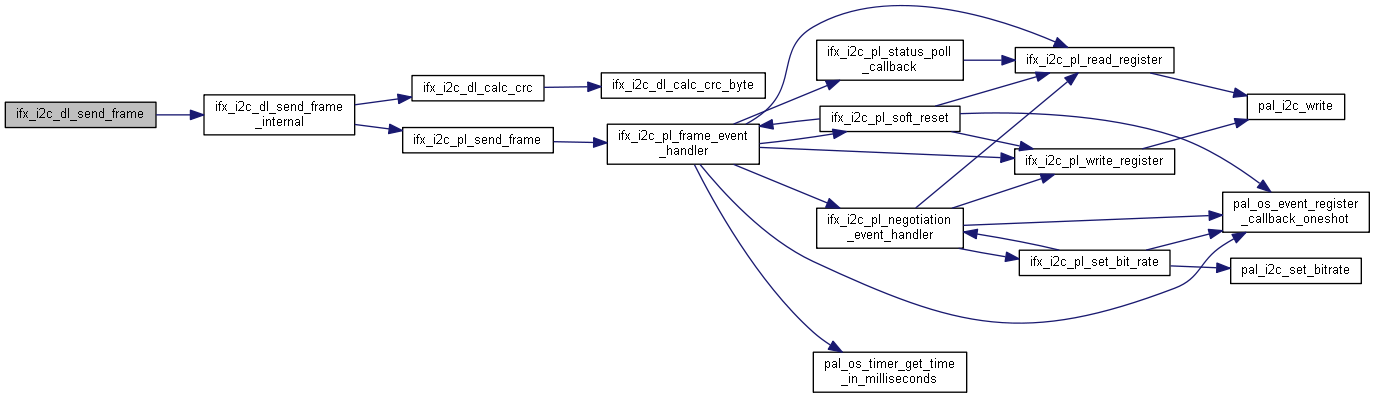 ifx_i2c_dl_send_frame
ifx_i2c_dl_send_frame
_internal
ifx_i2c_dl_calc_crc
ifx_i2c_pl_send_frame
ifx_i2c_dl_calc_crc_byte
ifx_i2c_pl_frame_event
_handler
ifx_i2c_pl_status_poll
_callback
ifx_i2c_pl_soft_reset
ifx_i2c_pl_negotiation
_event_handler
pal_os_timer_get_time
_in_milliseconds
ifx_i2c_pl_read_register
ifx_i2c_pl_write_register
ifx_i2c_pl_set_bit_rate
pal_i2c_write
pal_os_event_register
_callback_oneshot
pal_i2c_set_bitrate